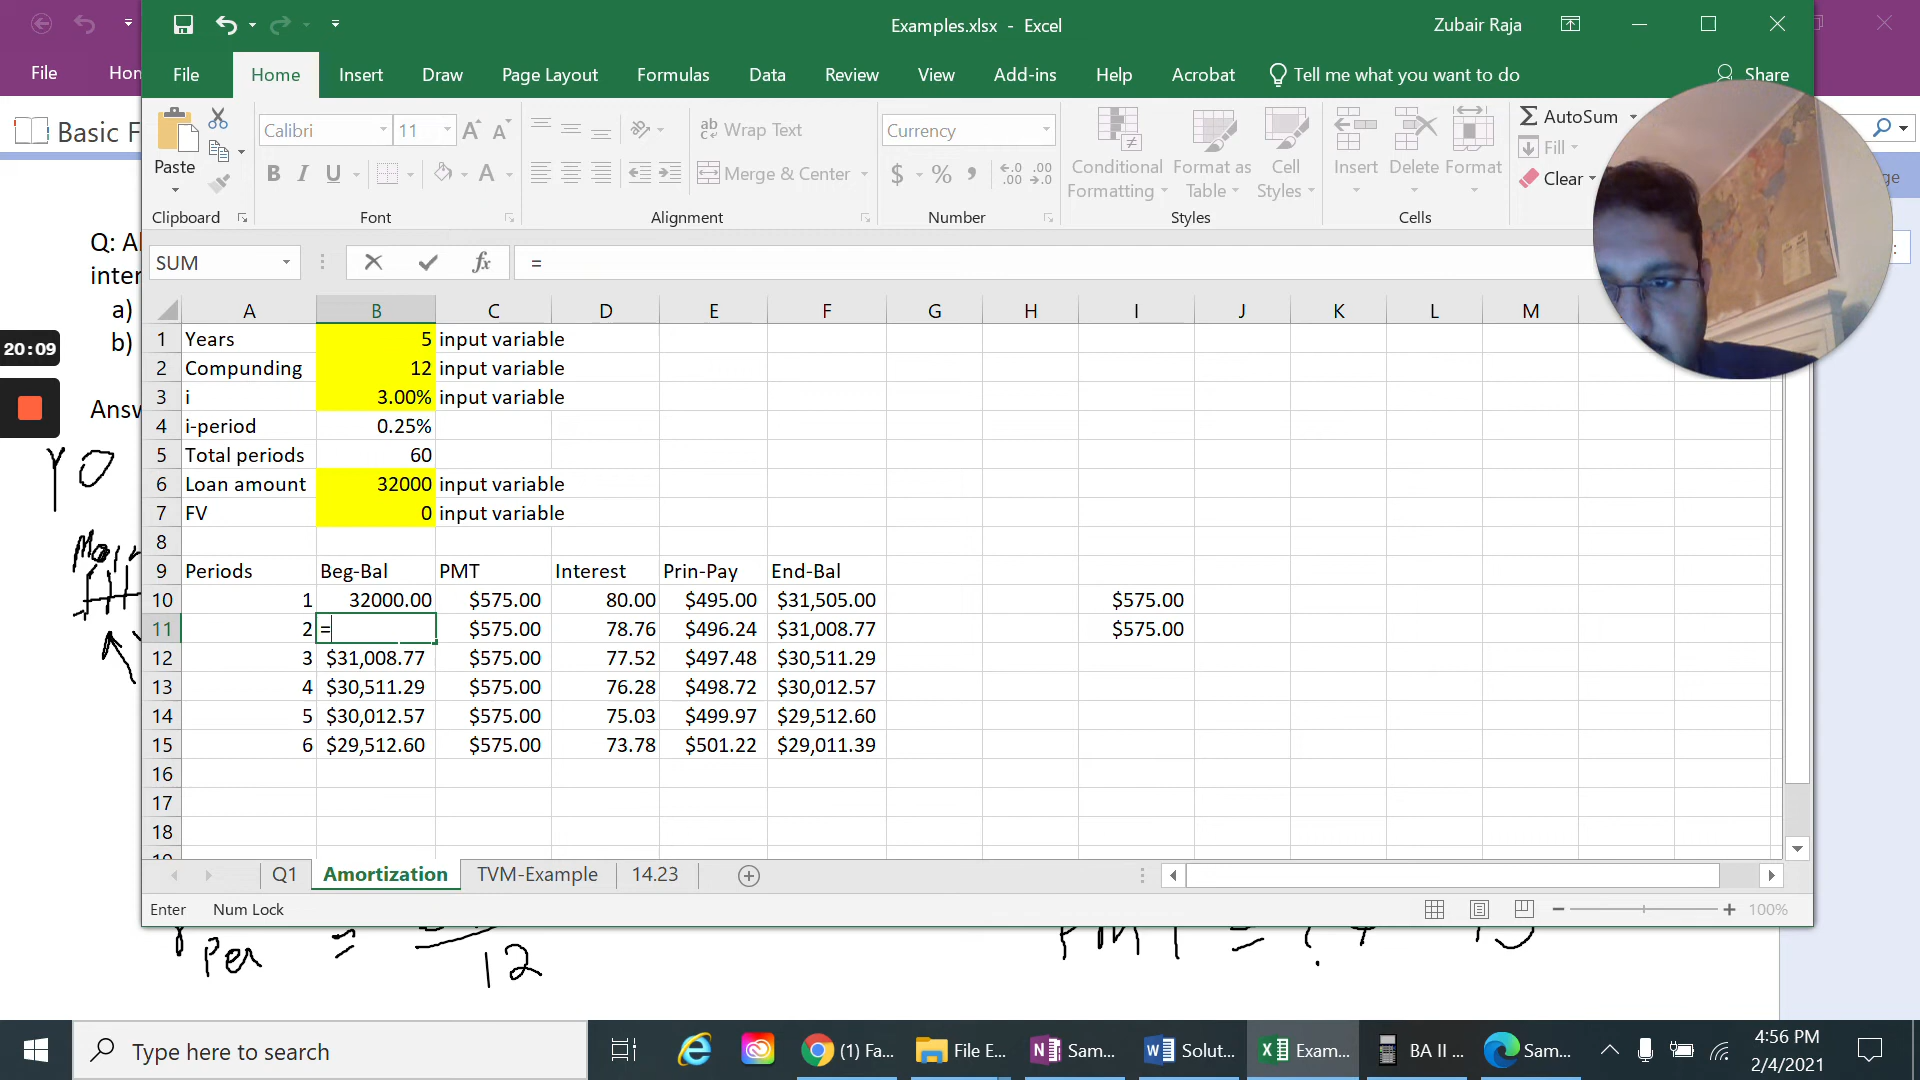 File
Hon
Basic F
Examples.xlsx - Excel
Zubair Raja
File Home Insert Draw Page Layout Formulas Data Review View Add-ins Help Acrobat Tell me what you want to do Share
Paste
Clipboard
Calibri 11
B I U
A A
A
Font
ab Wrap Text
Merge & Center
Alignment
Currency
$ % , .00 .00
Number
Conditional Formatting
Format as Table
Cell Styles
Styles
Insert Delete Format
Cells
Σ AutoSum
Fill
Clear
SUM fx =
A B C D E F G H I J K L M
1 Years 5 input variable
2 Compunding 12 input variable
3 i 3.00% input variable
4 i-period 0.25%
5 Total periods 60
6 Loan amount 32000 input variable
7 FV 0 input variable
8
9 Periods Beg-Bal PMT Interest Prin-Pay End-Bal
10 1 32000.00 $575.00 80.00 $495.00 $31,505.00 $575.00
11 2 = $575.00 78.76 $496.24 $31,008.77 $575.00
12 3 $31,008.77 $575.00 77.52 $497.48 $30,511.29
13 4 $30,511.29 $575.00 76.28 $498.72 $30,012.57
14 5 $30,012.57 $575.00 75.03 $499.97 $29,512.60
15 6 $29,512.60 $575.00 73.78 $501.22 $29,011.39
16
17
18
Q1 Amortization TVM-Example 14.23
Enter Num Lock
100%
Q: Al
inter
a)
b)
20:09
Answ
Per = 12
PMT = ?
Type here to search
(1) Fa...
File E...
Sam...
Solut...
Exam...
BA II ...
Sam...
4:56 PM
2/4/2021